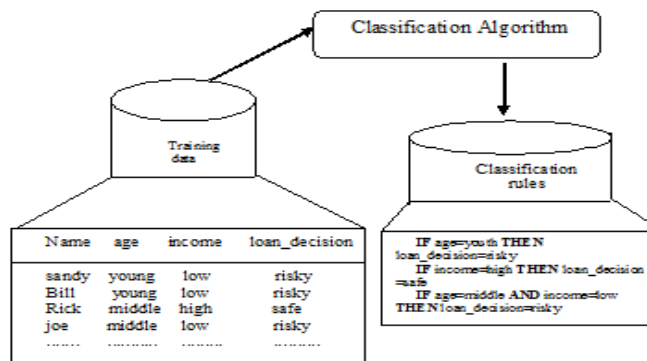 Classification Algorithm
Training
data
Classification
rules
Name age income loan_decision
sandy young low risky
Bill young low risky
Rick middle high safe
joe middle low risky
....... .......... ........ ..........
IF age=youth THEN
loan_decision=risky
IF income=high THEN loan_decision
=safe
IF age=middle AND income=low
THEN loan_decision=risky